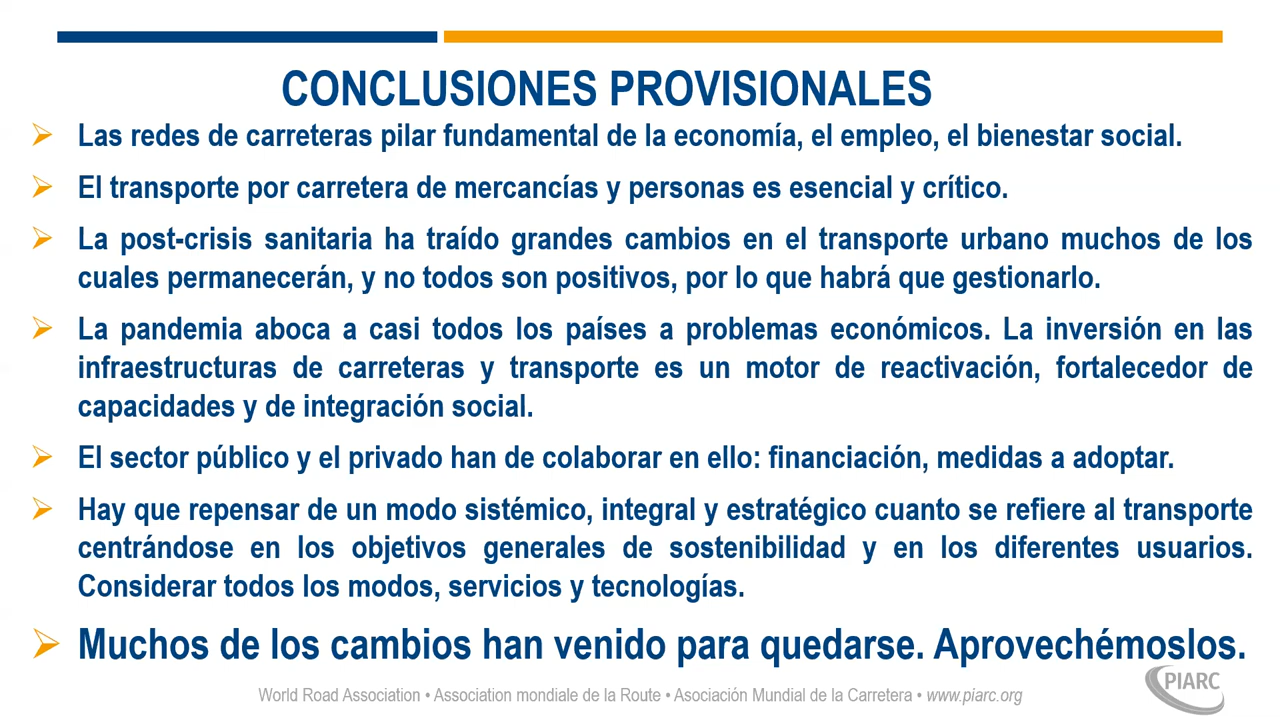 CONCLUSIONES PROVISIONALES
Las redes de carreteras pilar fundamental de la economía, el empleo, el bienestar social.
El transporte por carretera de mercancías y personas es esencial y crítico.
La post-crisis sanitaria ha traído grandes cambios en el transporte urbano muchos de los
cuales permanecerán, y no todos son positivos, por lo que habrá que gestionarlo.
La pandemia aboca a casi todos los países a problemas económicos. La inversión en las
infraestructuras de carreteras y transporte es un motor de reactivación, fortalecedor de
capacidades y de integración social.
El sector público y el privado han de colaborar en ello: financiación, medidas a adoptar.
Hay que repensar de un modo sistémico, integral y estratégico cuanto se refiere al transporte
centrándose en los objetivos generales de sostenibilidad y en los diferentes usuarios.
Considerar todos los modos, servicios y tecnologías.
Muchos de los cambios han venido para quedarse. Aprovechémoslos.
World Road Association • Association mondiale de la Route • Asociación Mundial de la Carretera • www.piarc.org
PIARC